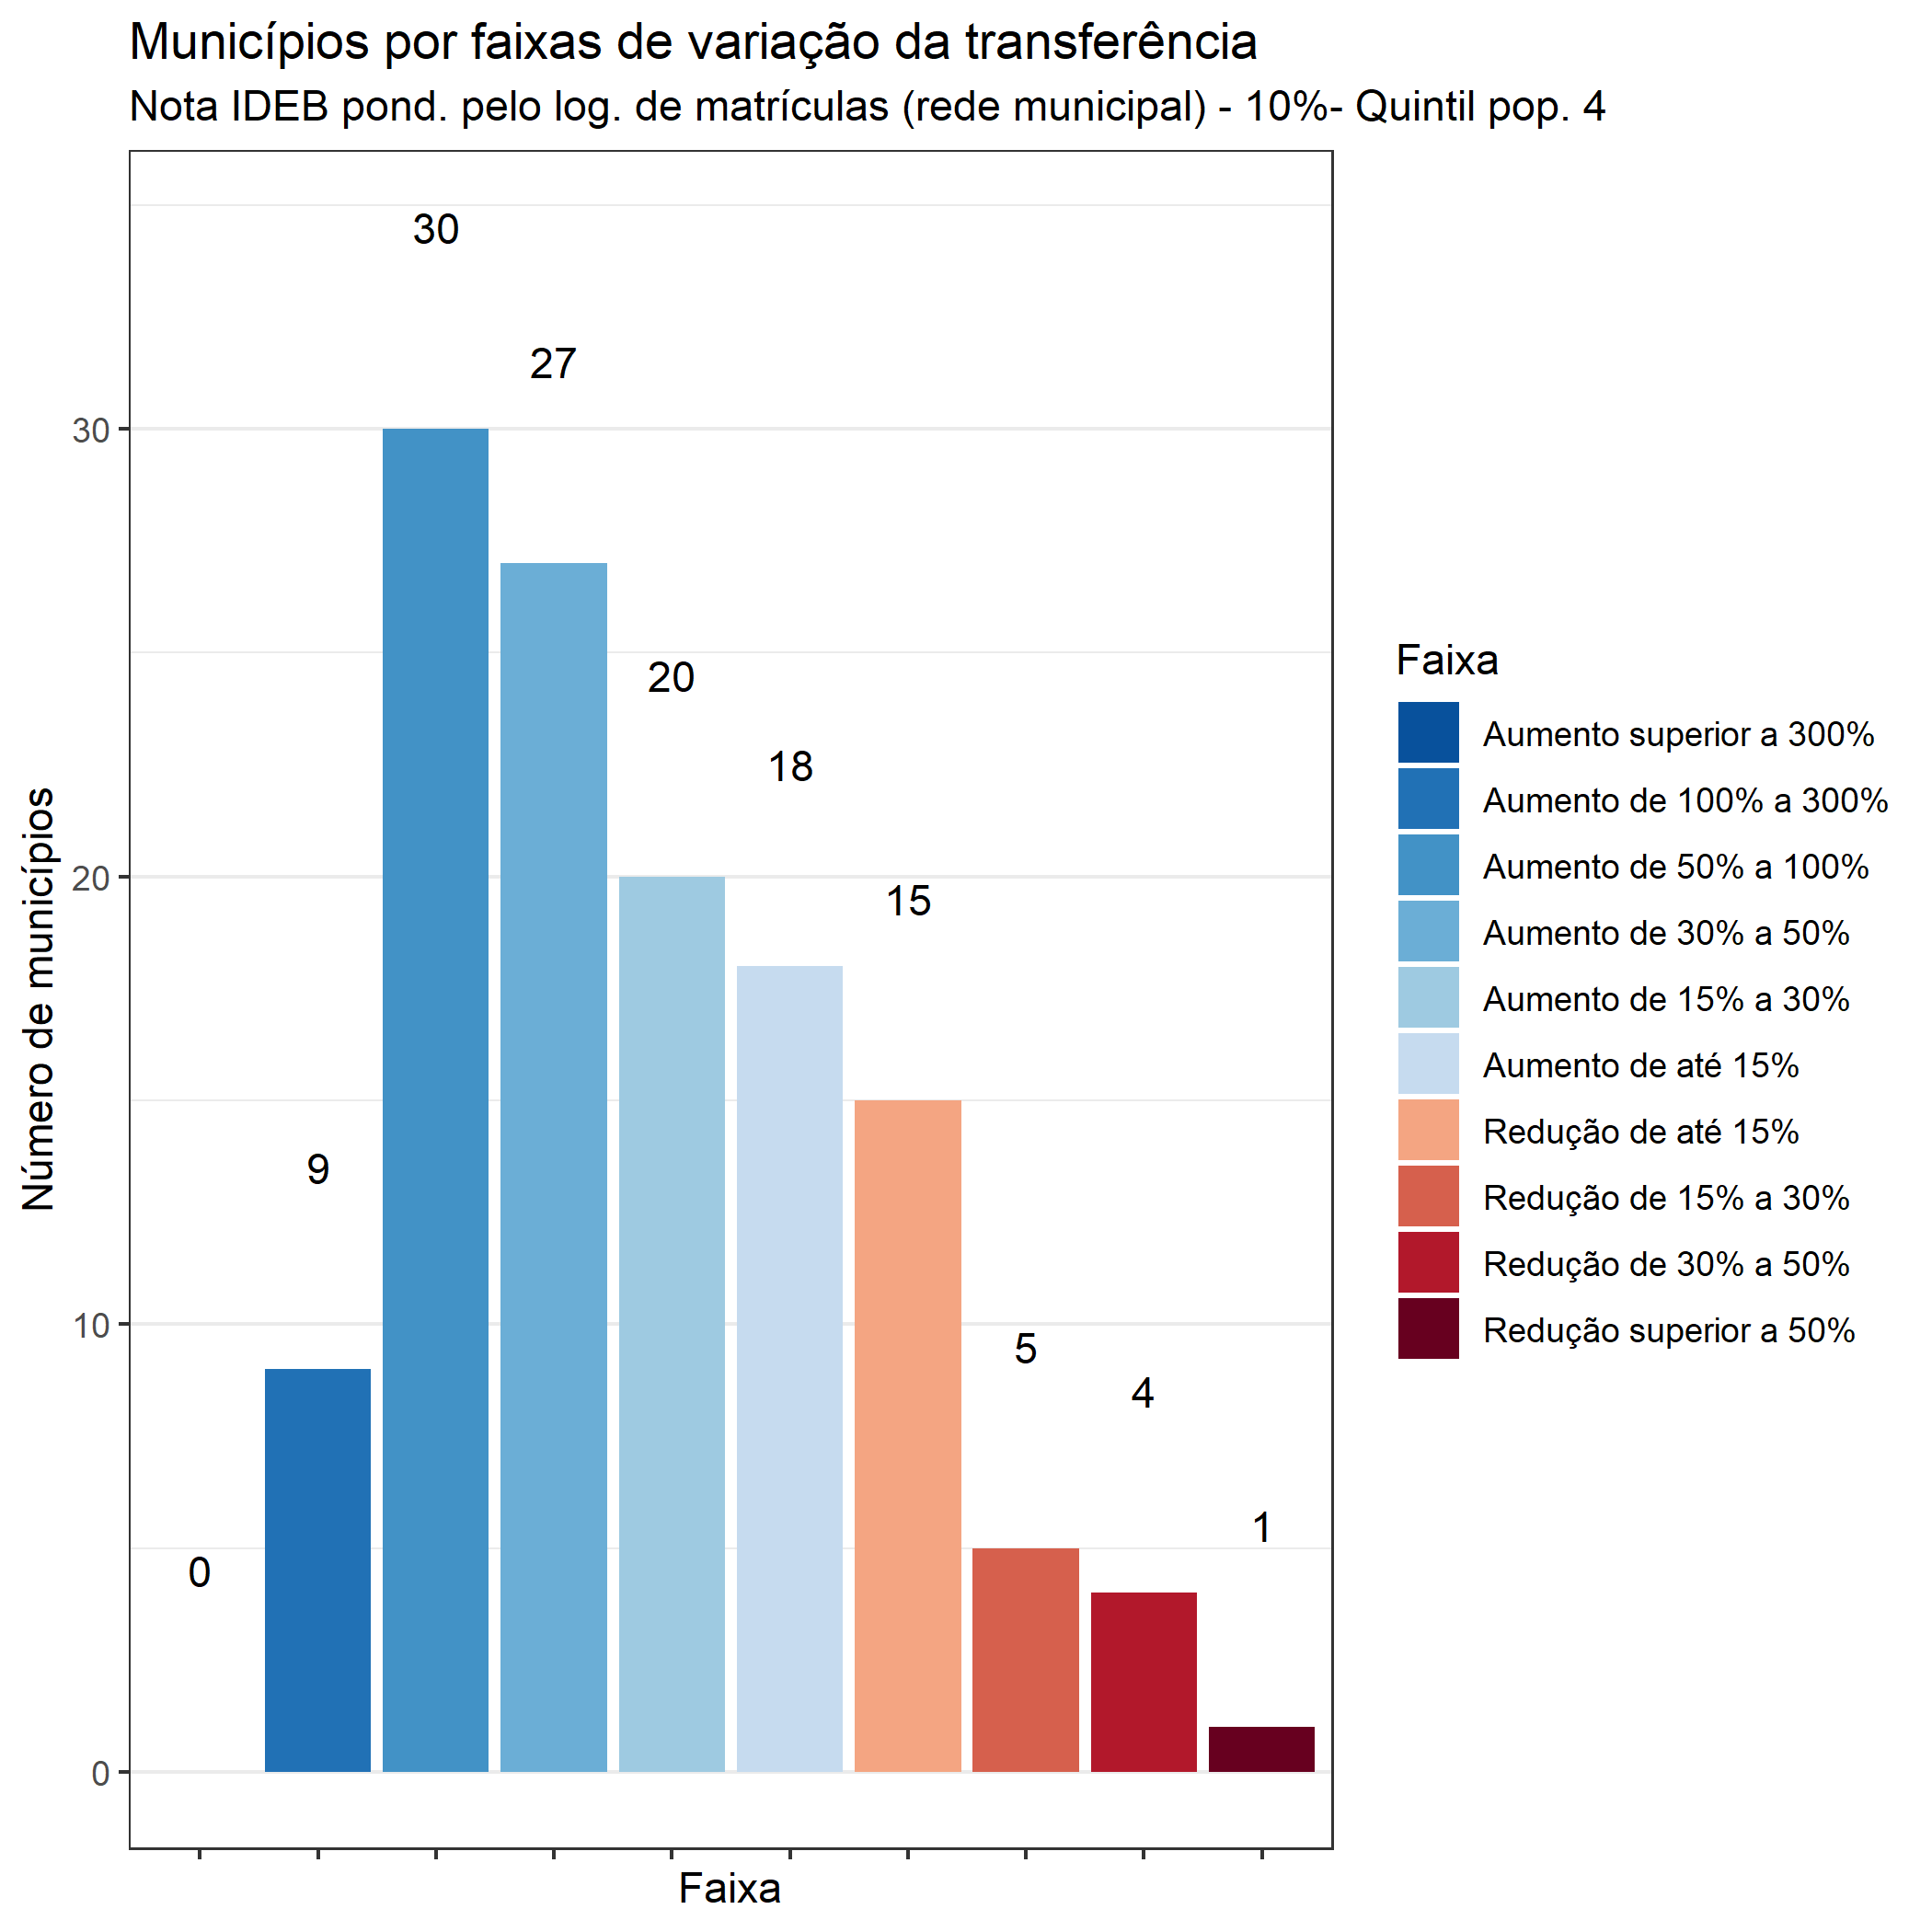 Municípios por faixas de variação da transferência
Nota IDEB pond. pelo log. de matrículas (rede municipal) - 10%- Quintil pop. 4
30
27
20
18
15
9
5
4
1
0
30
20
10
0
Número de municípios
Faixa
Faixa
Aumento superior a 300%
Aumento de 100% a 300%
Aumento de 50% a 100%
Aumento de 30% a 50%
Aumento de 15% a 30%
Aumento de até 15%
Redução de até 15%
Redução de 15% a 30%
Redução de 30% a 50%
Redução superior a 50%